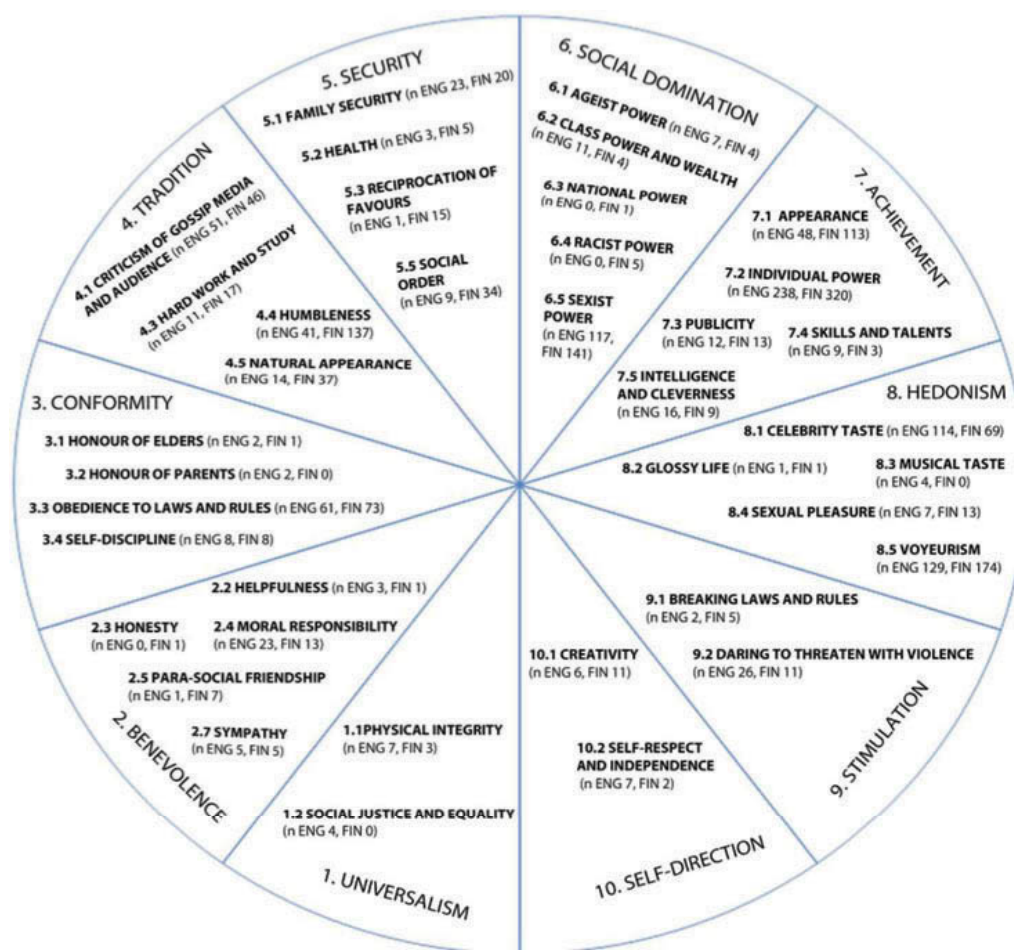 5. SECURITY
5.1 FAMILY SECURITY (n ENG 23, FIN 20)
5.2 HEALTH (n ENG 3, FIN 5)
5.3 RECIPROCATION OF
FAVOURS
(n ENG 1, FIN 15)
5.5 SOCIAL
ORDER
(n ENG 9, FIN 34)
6. SOCIAL DOMINATION
6.1 AGEIST POWER (n ENG 7, FIN 4)
6.2 CLASS POWER AND WEALTH
(n ENG 11, FIN 4)
6.3 NATIONAL POWER
(n ENG 0, FIN 1)
6.4 RACIST POWER
(n ENG 0, FIN 5)
6.5 SEXIST
POWER
(n ENG 117,
FIN 141)
4. TRADITION
4.1 CRITICISM OF GOSSIP MEDIA
AND AUDIENCE (n ENG 51, FIN 46)
4.3 HARD WORK AND STUDY
(n ENG 11, FIN 17)
4.4 HUMBLENESS
(n ENG 41, FIN 137)
4.5 NATURAL APPEARANCE
(n ENG 14, FIN 37)
7. ACHIEVEMENT
7.1 APPEARANCE
(n ENG 48, FIN 113)
7.2 INDIVIDUAL POWER
(n ENG 238, FIN 320)
7.3 PUBLICITY
(n ENG 12, FIN 13)
7.4 SKILLS AND TALENTS
(n ENG 9, FIN 3)
7.5 INTELLIGENCE
AND CLEVERNESS
(n ENG 16, FIN 9)
3. CONFORMITY
3.1 HONOUR OF ELDERS (n ENG 2, FIN 1)
3.2 HONOUR OF PARENTS (n ENG 2, FIN 0)
3.3 OBEDIENCE TO LAWS AND RULES (n ENG 61, FIN 73)
3.4 SELF-DISCIPLINE (n ENG 8, FIN 8)
8. HEDONISM
8.1 CELEBRITY TASTE (n ENG 114, FIN 69)
8.2 GLOSSY LIFE (n ENG 1, FIN 1)
8.3 MUSICAL TASTE
(n ENG 4, FIN 0)
8.4 SEXUAL PLEASURE (n ENG 7, FIN 13)
8.5 VOYEURISM
(n ENG 129, FIN 174)
2.2 HELPFULNESS (n ENG 3, FIN 1)
2.3 HONESTY
(n ENG 0, FIN 1)
2.4 MORAL RESPONSIBILITY
(n ENG 23, FIN 13)
2.5 PARA-SOCIAL FRIENDSHIP
(n ENG 1, FIN 7)
2.7 SYMPATHY
(n ENG 5, FIN 5)
2. BENEVOLENCE
9.1 BREAKING LAWS AND RULES
(n ENG 2, FIN 5)
9.2 DARING TO THREATEN WITH VIOLENCE
(n ENG 26, FIN 11)
9. STIMULATION
1.1PHYSICAL INTEGRITY
(n ENG 7, FIN 3)
1.2 SOCIAL JUSTICE AND EQUALITY
(n ENG 4, FIN 0)
1. UNIVERSALISM
10.1 CREATIVITY
(n ENG 6, FIN 11)
10.2 SELF-RESPECT
AND INDEPENDENCE
(n ENG 7, FIN 2)
10. SELF-DIRECTION